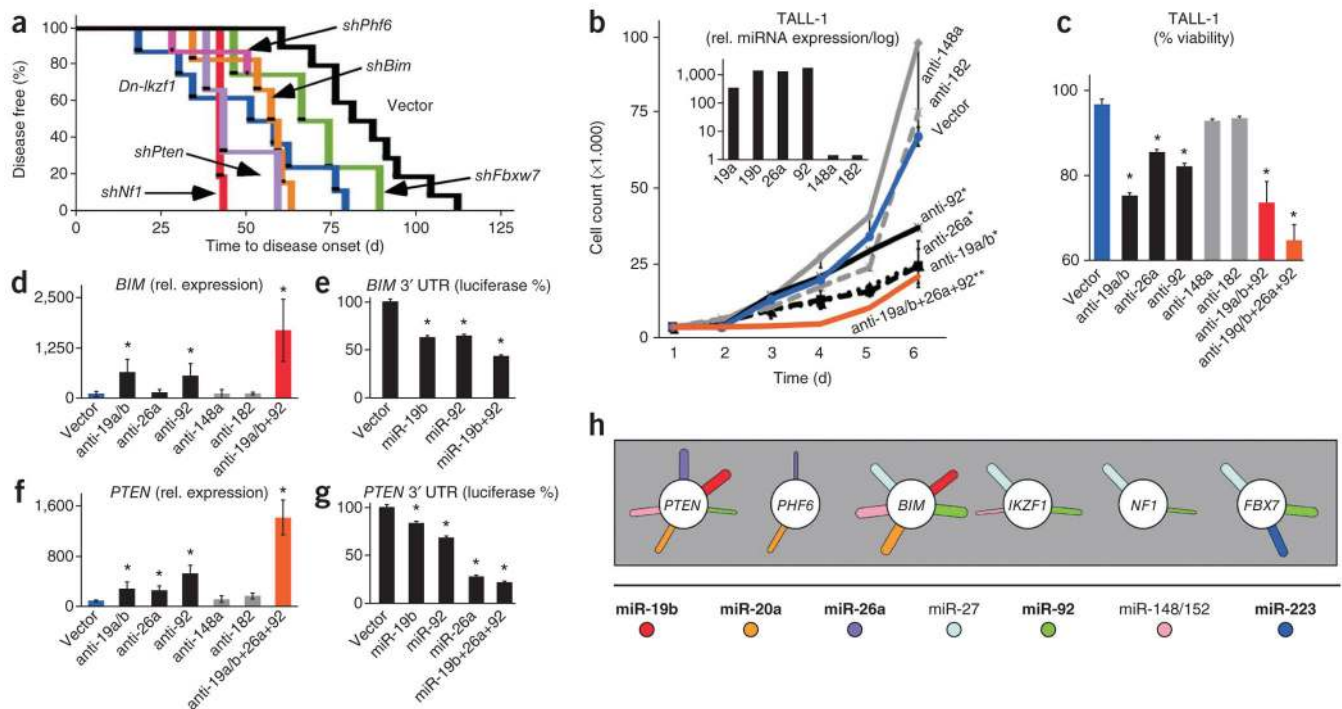 a
Disease free (%)
100
80
60
40
20
0
0
25
50
75
100
125
Time to disease onset (d)
shPhf6
shBim
Dn-Ikzf1
Vector
shPten
shNf1
shFbxw7
b
TALL-1
(rel. miRNA expression/log)
Cell count (×1.000)
100
75
50
25
0
1,000
100
10
1
19a
19b
26a
92
148a
182
anti-148a
anti-182
Vector
anti-92*
anti-26a*
anti-19a/b*
anti-19a/b+26a+92**
1
2
3
4
5
6
Time (d)
c
TALL-1
(% viability)
100
80
60
*
*
*
*
*
Vector
anti-19a/b
anti-26a
anti-92
anti-148a
anti-182
anti-19a/b+92
anti-19q/b+26a+92
d
BIM (rel. expression)
2,500
1,250
0
*
*
*
Vector
anti-19a/b
anti-26a
anti-92
anti-148a
anti-182
anti-19a/b+92
e
BIM 3′ UTR (luciferase %)
100
50
0
*
*
*
Vector
miR-19b
miR-92
miR-19b+92
f
PTEN (rel. expression)
1,600
800
0
*
*
*
*
Vector
anti-19a/b
anti-26a
anti-92
anti-148a
anti-182
anti-19a/b+26a+92
g
PTEN 3′ UTR (luciferase %)
100
50
0
*
*
*
*
Vector
miR-19b
miR-92
miR-26a
miR-19b+26a+92
h
PTEN
PHF6
BIM
IKZF1
NF1
FBX7
miR-19b
miR-20a
miR-26a
miR-27
miR-92
miR-148/152
miR-223